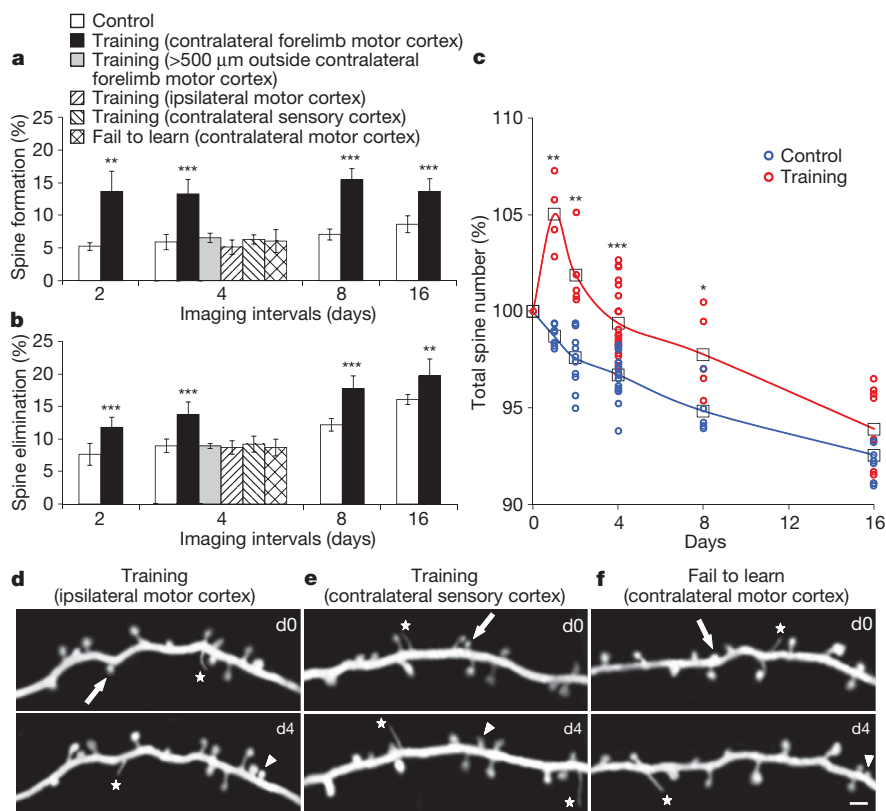 Control
Training (contralateral forelimb motor cortex)
Training (>500 μm outside contralateral
forelimb motor cortex)
Training (ipsilateral motor cortex)
Training (contralateral sensory cortex)
Fail to learn (contralateral motor cortex)
a
Spine formation (%)
25
20
15
10
5
0
** *** *** ***
2 4 8 16
Imaging intervals (days)
b
Spine elimination (%)
25
20
15
10
5
0
*** *** *** **
2 4 8 16
Imaging intervals (days)
c
Total spine number (%)
110
105
100
95
90
** ** *** *
Control
Training
0 4 8 12 16
Days
d Training
(ipsilateral motor cortex)
d0
d4
e Training
(contralateral sensory cortex)
d0
d4
f Fail to learn
(contralateral motor cortex)
d0
d4